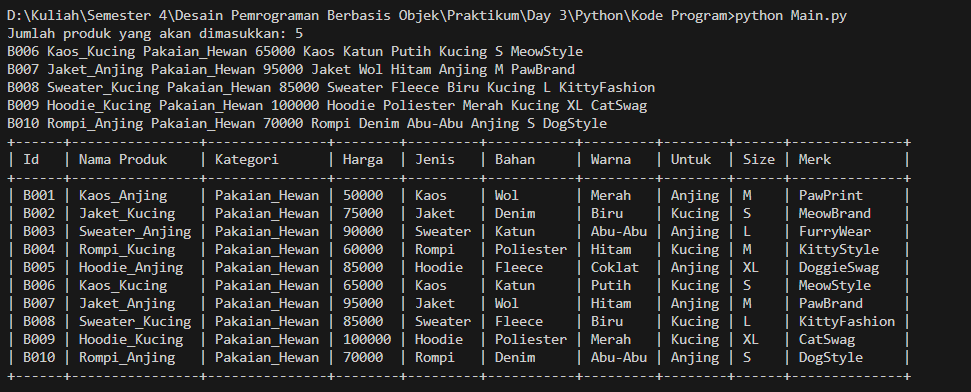 D:\Kuliah\Semester 4\Desain Pemrograman Berbasis Objek\Praktikum\Day 3\Python\Kode Program>python Main.py
Jumlah produk yang akan dimasukkan: 5
B006 Kaos_Kucing Pakaian_Hewan 65000 Kaos Katun Putih Kucing S MeowStyle
B007 Jaket_Anjing Pakaian_Hewan 95000 Jaket Wol Hitam Anjing M PawBrand
B008 Sweater_Kucing Pakaian_Hewan 85000 Sweater Fleece Biru Kucing L KittyFashion
B009 Hoodie_Kucing Pakaian_Hewan 100000 Hoodie Poliester Merah Kucing XL CatSwag
B010 Rompi_Anjing Pakaian_Hewan 70000 Rompi Denim Abu-Abu Anjing S DogStyle
+------+----------------+---------------+--------+---------+-----------+---------+--------+------+--------------+
| Id   | Nama Produk    | Kategori      | Harga  | Jenis   | Bahan     | Warna   | Untuk  | Size | Merk         |
+------+----------------+---------------+--------+---------+-----------+---------+--------+------+--------------+
| B001 | Kaos_Anjing    | Pakaian_Hewan | 50000  | Kaos    | Wol       | Merah   | Anjing | M    | PawPrint     |
| B002 | Jaket_Kucing   | Pakaian_Hewan | 75000  | Jaket   | Denim     | Biru    | Kucing | S    | MeowBrand    |
| B003 | Sweater_Anjing | Pakaian_Hewan | 90000  | Sweater | Katun     | Abu-Abu | Anjing | L    | FurryWear    |
| B004 | Rompi_Kucing   | Pakaian_Hewan | 60000  | Rompi   | Poliester | Hitam   | Kucing | M    | KittyStyle   |
| B005 | Hoodie_Anjing  | Pakaian_Hewan | 85000  | Hoodie  | Fleece    | Coklat  | Anjing | XL   | DoggieSwag   |
| B006 | Kaos_Kucing    | Pakaian_Hewan | 65000  | Kaos    | Katun     | Putih   | Kucing | S    | MeowStyle    |
| B007 | Jaket_Anjing   | Pakaian_Hewan | 95000  | Jaket   | Wol       | Hitam   | Anjing | M    | PawBrand     |
| B008 | Sweater_Kucing | Pakaian_Hewan | 85000  | Sweater | Fleece    | Biru    | Kucing | L    | KittyFashion |
| B009 | Hoodie_Kucing  | Pakaian_Hewan | 100000 | Hoodie  | Poliester | Merah   | Kucing | XL   | CatSwag      |
| B010 | Rompi_Anjing   | Pakaian_Hewan | 70000  | Rompi   | Denim     | Abu-Abu | Anjing | S    | DogStyle     |
+------+----------------+---------------+--------+---------+-----------+---------+--------+------+--------------+